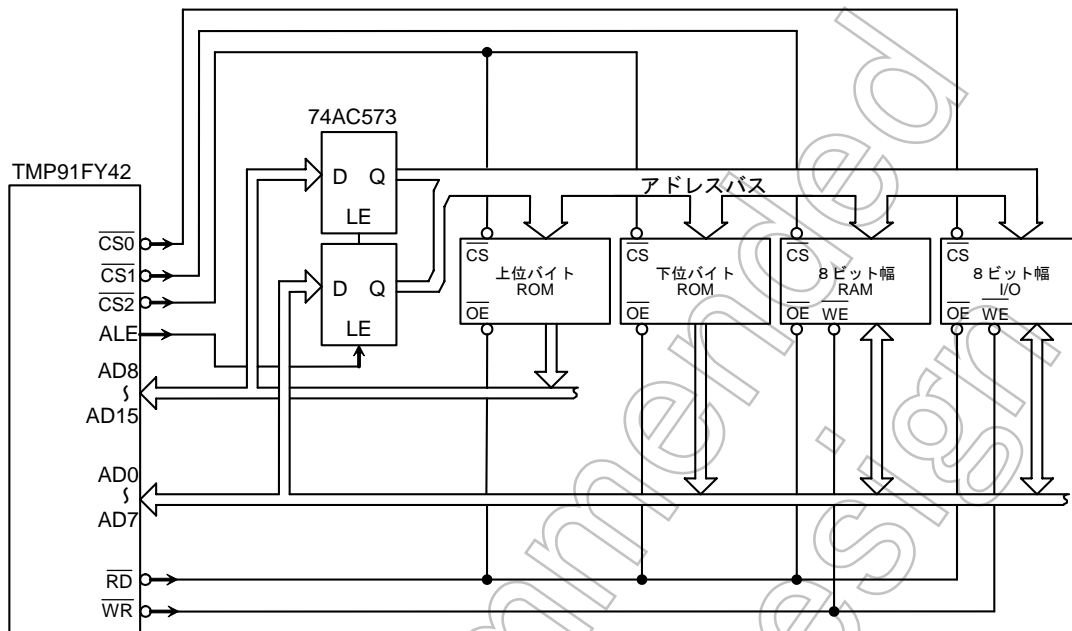 74AC573
TMP91FY42
D Q
LE
アドレスバス
CS0
CS1
CS2
ALE
D Q
LE
CS
上位バイト
ROM
OE
CS
下位バイト
ROM
OE
CS
8ビット幅
RAM
OE WE
CS
8ビット幅
I/O
OE WE
AD8
~
AD15
AD0
~
AD7
RD
WR
mmended
esign